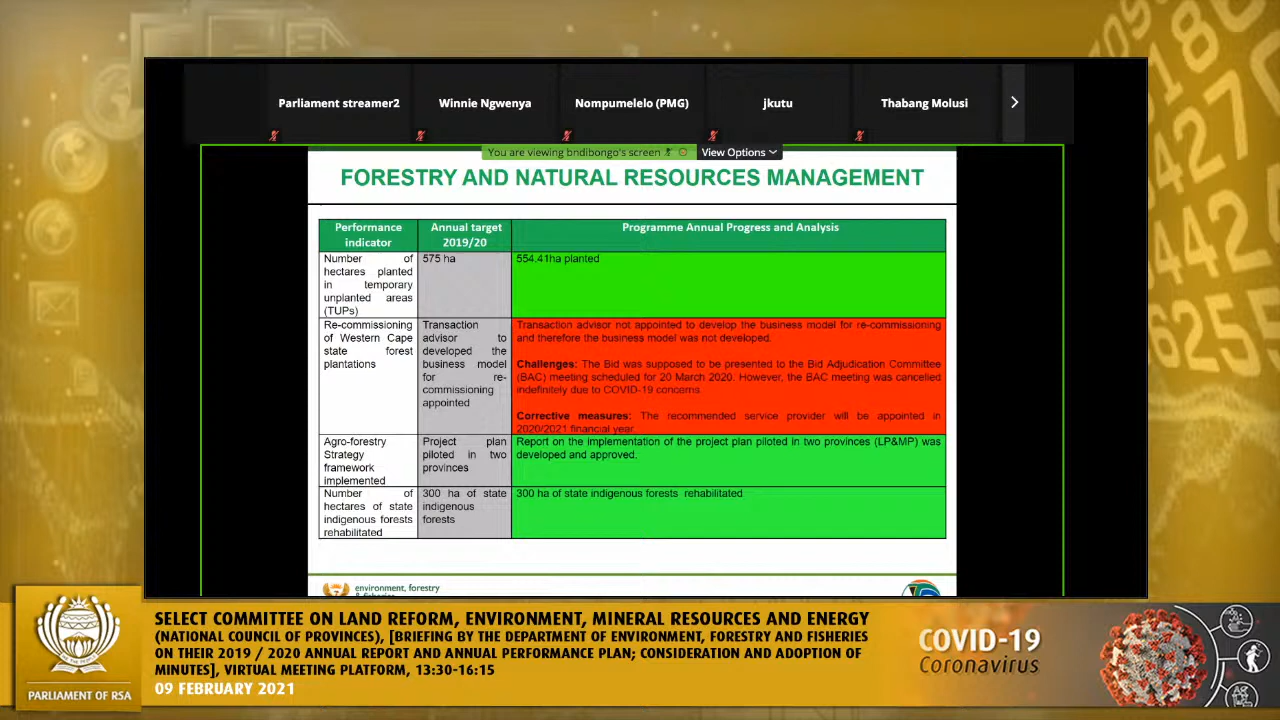 Parliament streamer2
Winnie Ngwenya
Nompumelelo (PMG)
jkutu
Thabang Molusi
You are viewing bndibongo's screen
View Options
FORESTRY AND NATURAL RESOURCES MANAGEMENT
Performance
indicator
Annual target
2019/20
Programme Annual Progress and Analysis
Number of
hectares planted
in temporary
unplanted areas
(TUPs)
575 ha
554.41ha planted
Re-commissioning
of Western Cape
state forest
plantations
Transaction
advisor to
developed the
business model
for re-
commissioning
appointed
Transaction advisor not appointed to develop the business model for re-commissioning
and therefore the business model was not developed.
Challenges: The Bid was supposed to be presented to the Bid Adjudication Committee
(BAC) meeting scheduled for 20 March 2020. However, the BAC meeting was cancelled
indefinitely due to COVID-19 concerns.
Corrective measures: The recommended service provider will be appointed in
2020/2021 financial year.
Agro-forestry
Strategy
framework
implemented
Project plan
piloted in two
provinces
Report on the implementation of the project plan piloted in two provinces (LP&MP) was
developed and approved.
Number of
hectares of state
indigenous forests
rehabilitated
300 ha of state
indigenous
forests
300 ha of state indigenous forests rehabilitated
environment, forestry
PARLIAMENT OF RSA
SELECT COMMITTEE ON LAND REFORM, ENVIRONMENT, MINERAL RESOURCES AND ENERGY
(NATIONAL COUNCIL OF PROVINCES), [BRIEFING BY THE DEPARTMENT OF ENVIRONMENT, FORESTRY AND FISHERIES
ON THEIR 2019 / 2020 ANNUAL REPORT AND ANNUAL PERFORMANCE PLAN; CONSIDERATION AND ADOPTION OF
MINUTES], VIRTUAL MEETING PLATFORM, 13:30-16:15
09 FEBRUARY 2021
COVID-19
Coronavirus